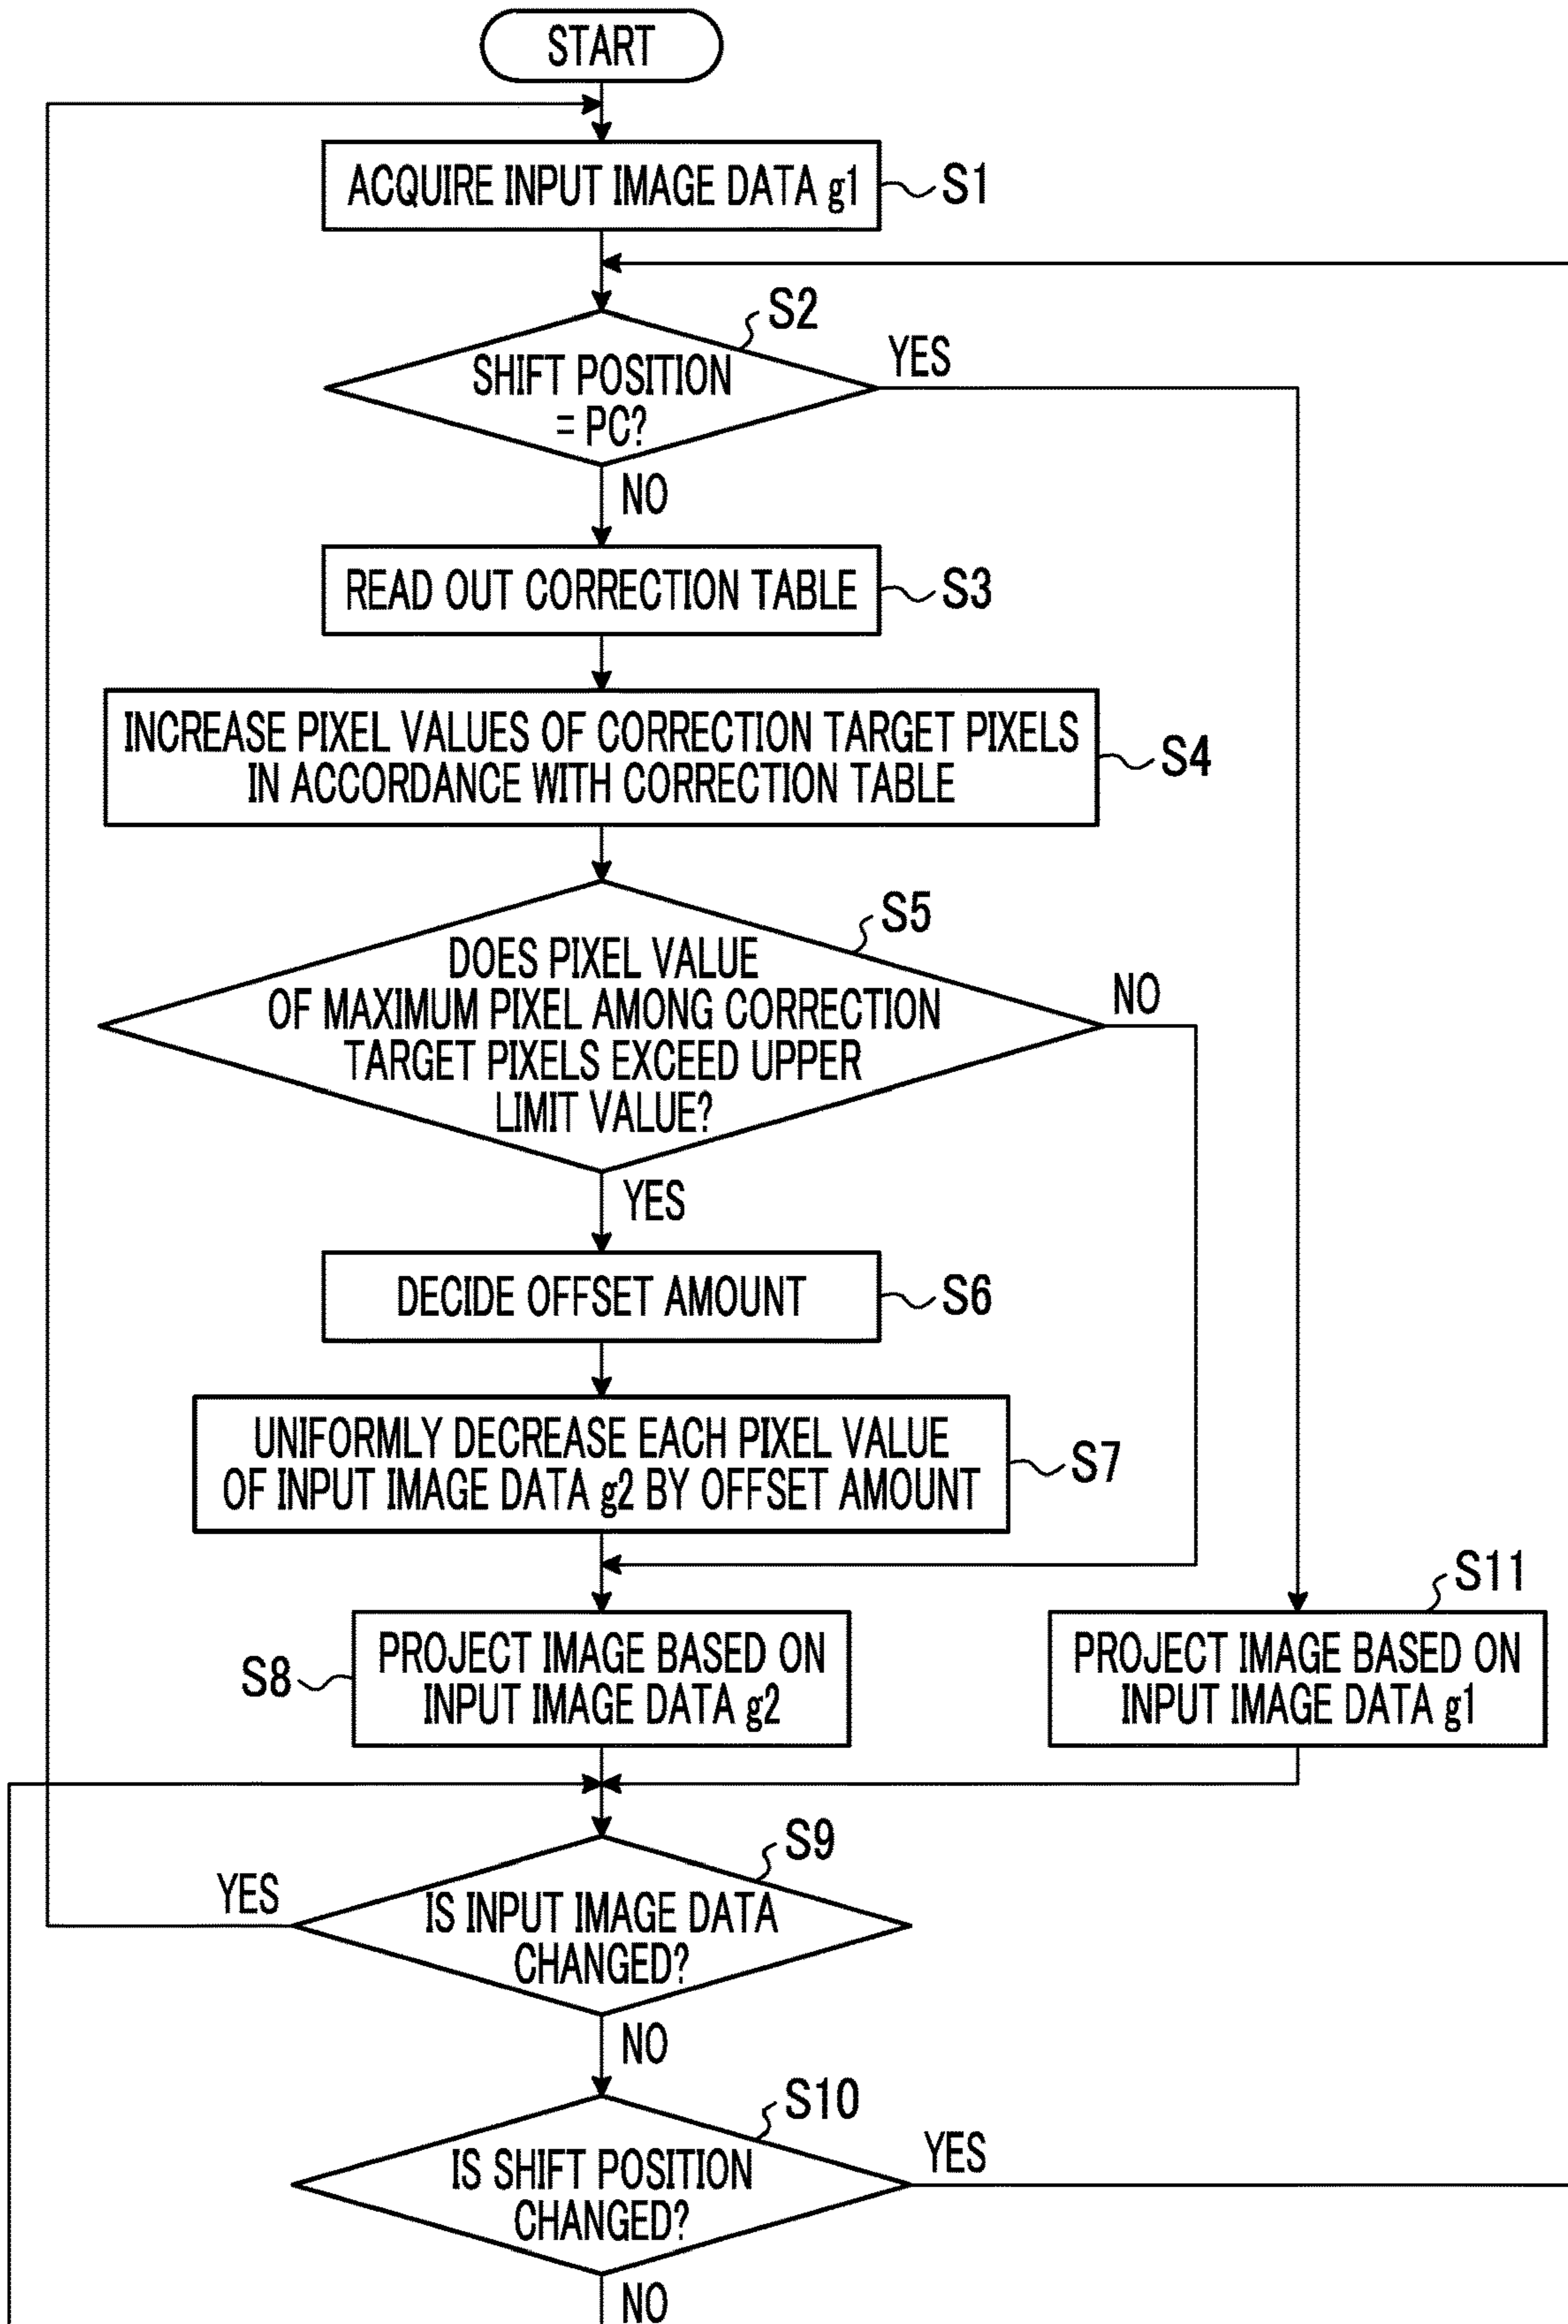 START
ACQUIRE INPUT IMAGE DATA g1
S1
S2
SHIFT POSITION
= PC?
YES
NO
READ OUT CORRECTION TABLE
S3
INCREASE PIXEL VALUES OF CORRECTION TARGET PIXELS
IN ACCORDANCE WITH CORRECTION TABLE
S4
S5
DOES PIXEL VALUE
OF MAXIMUM PIXEL AMONG CORRECTION
TARGET PIXELS EXCEED UPPER
LIMIT VALUE?
NO
YES
DECIDE OFFSET AMOUNT
S6
UNIFORMLY DECREASE EACH PIXEL VALUE
OF INPUT IMAGE DATA g2 BY OFFSET AMOUNT
S7
S8
PROJECT IMAGE BASED ON
INPUT IMAGE DATA g2
S11
PROJECT IMAGE BASED ON
INPUT IMAGE DATA g1
S9
YES
IS INPUT IMAGE DATA
CHANGED?
NO
S10
IS SHIFT POSITION
CHANGED?
YES
NO